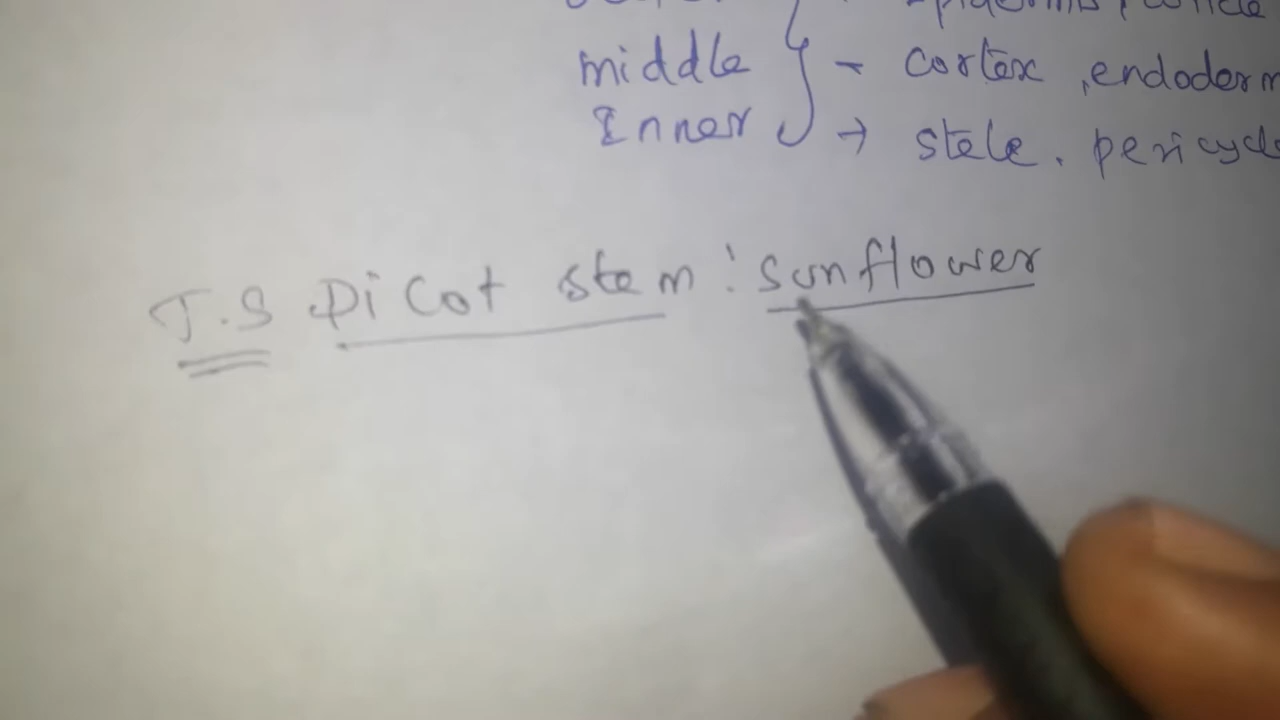 middle } - cortex, endoderm
Inner → stele. pericycle
T.S Dicot stem : sunflower